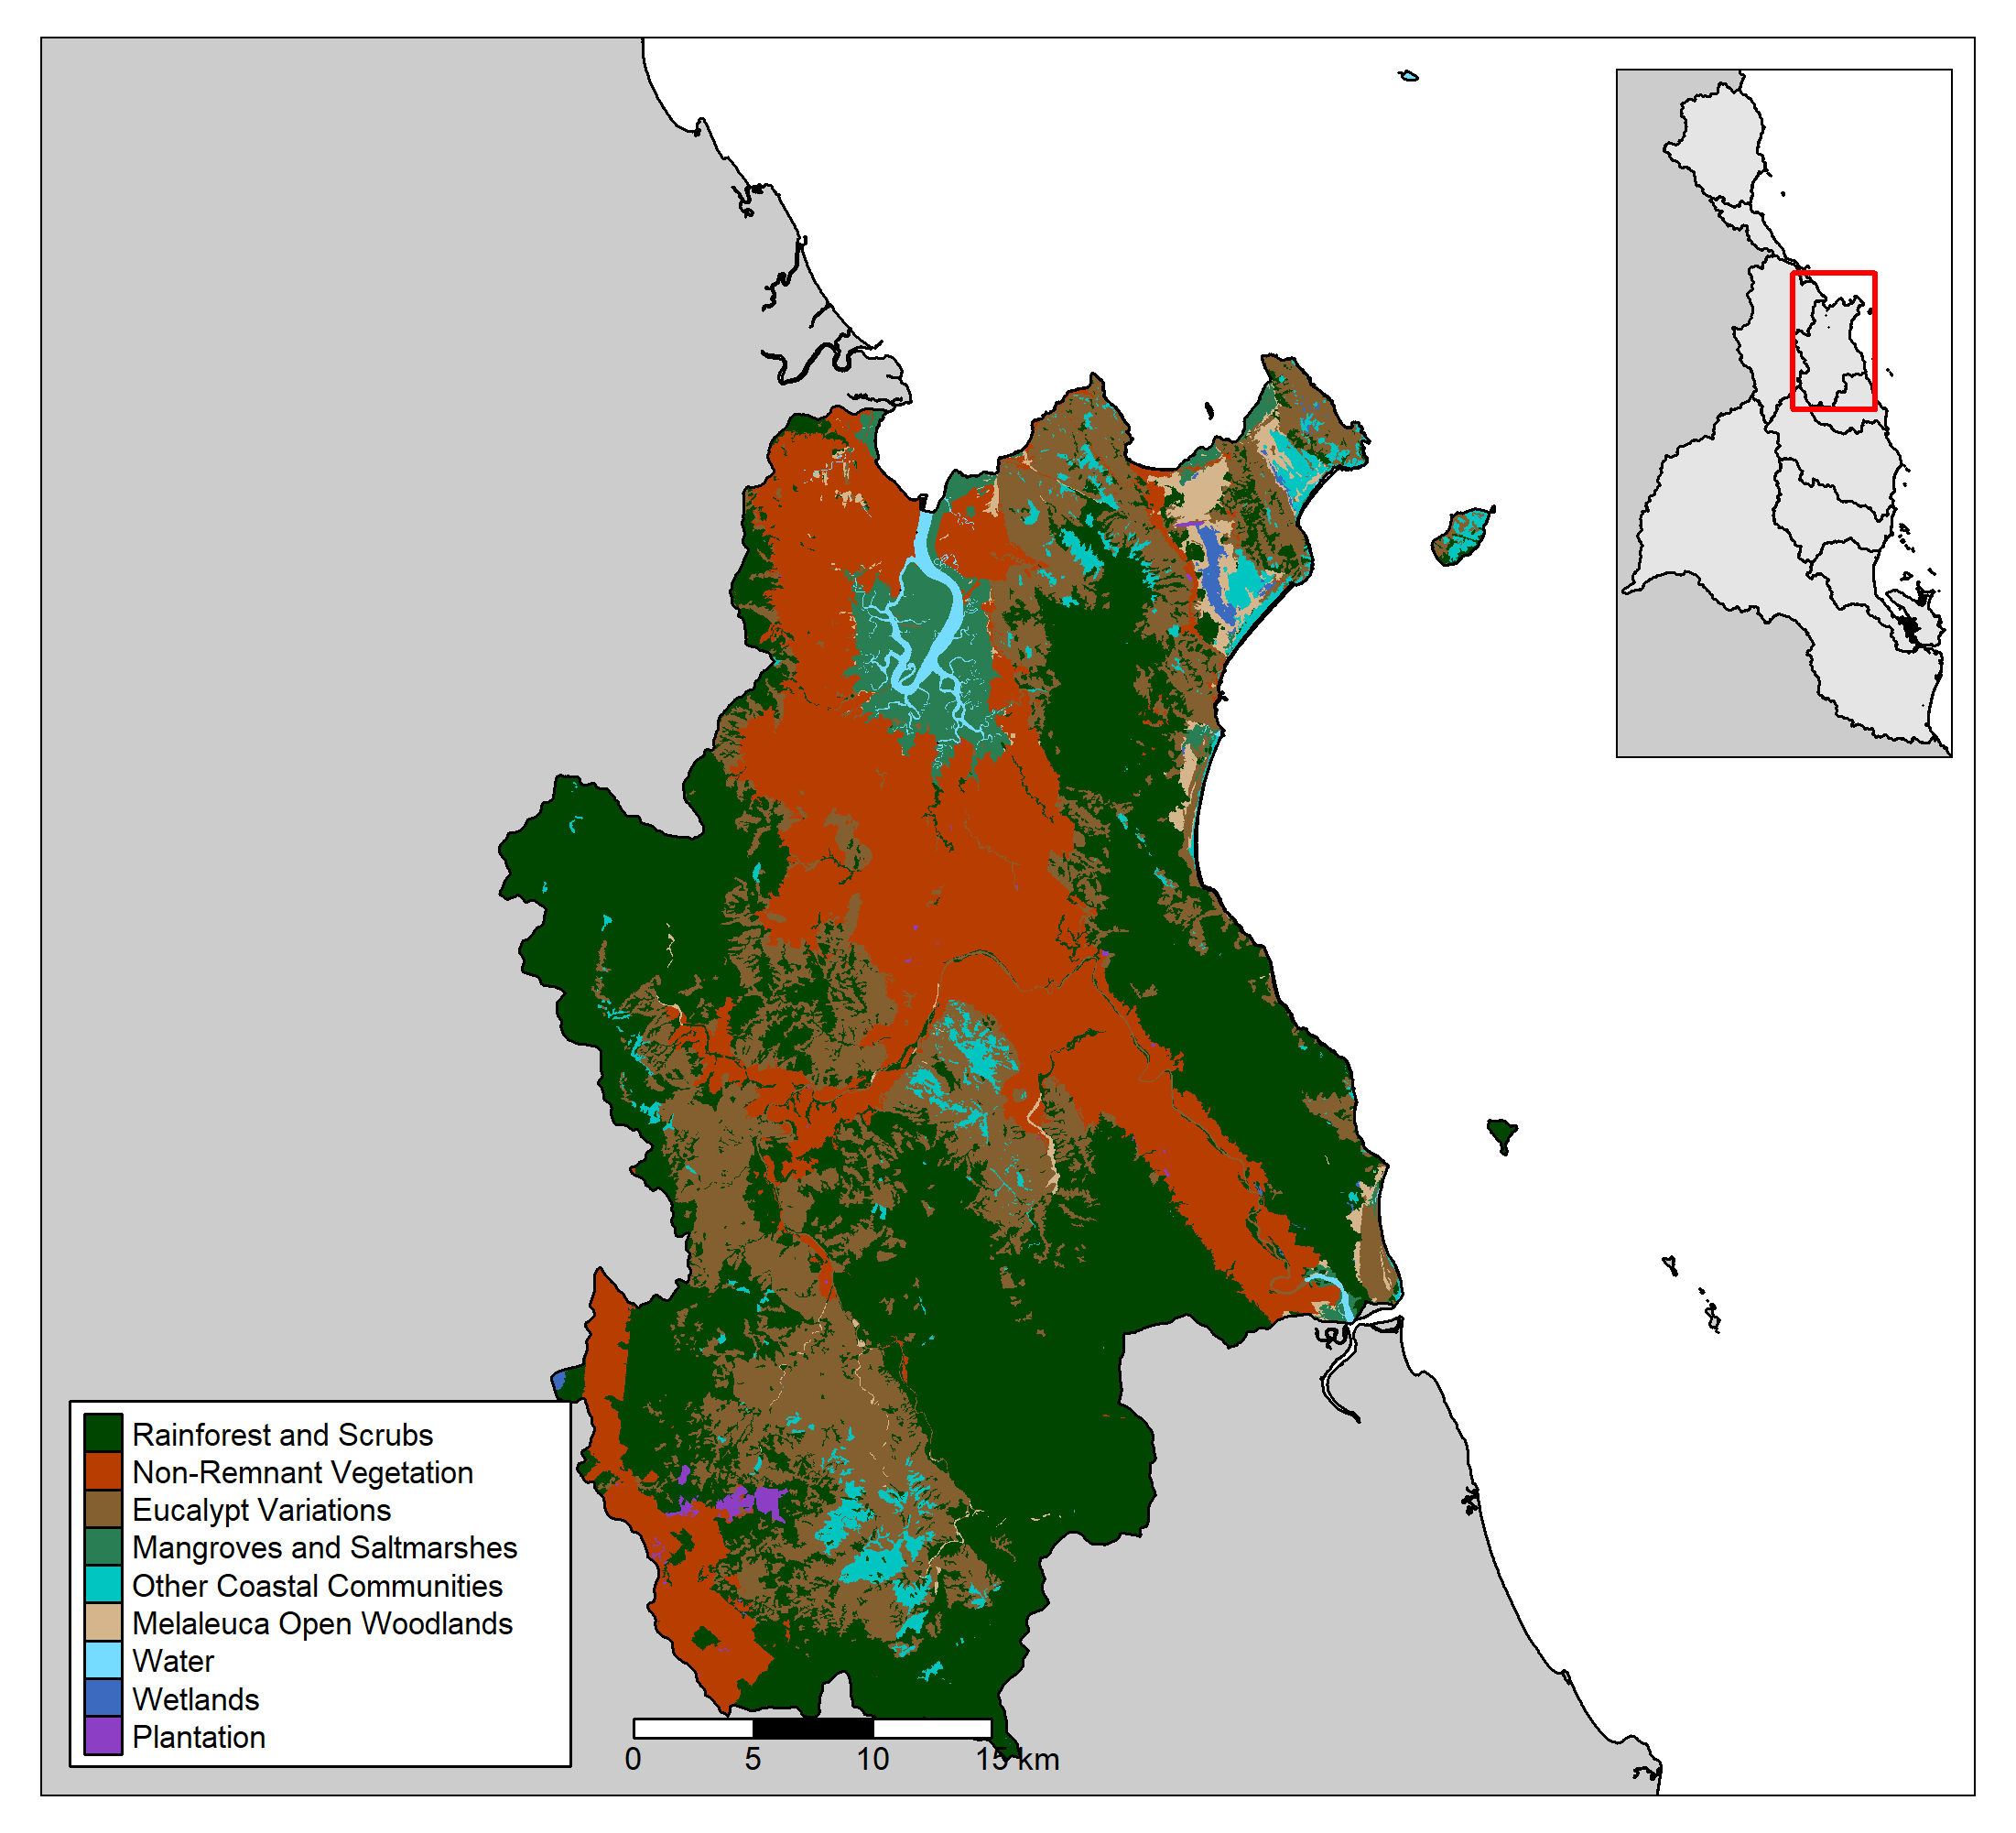 Rainforest and Scrubs
Non-Remnant Vegetation
Eucalypt Variations
Mangroves and Saltmarshes
Other Coastal Communities
Melaleuca Open Woodlands
Water
Wetlands
Plantation
0 5 10 15 km